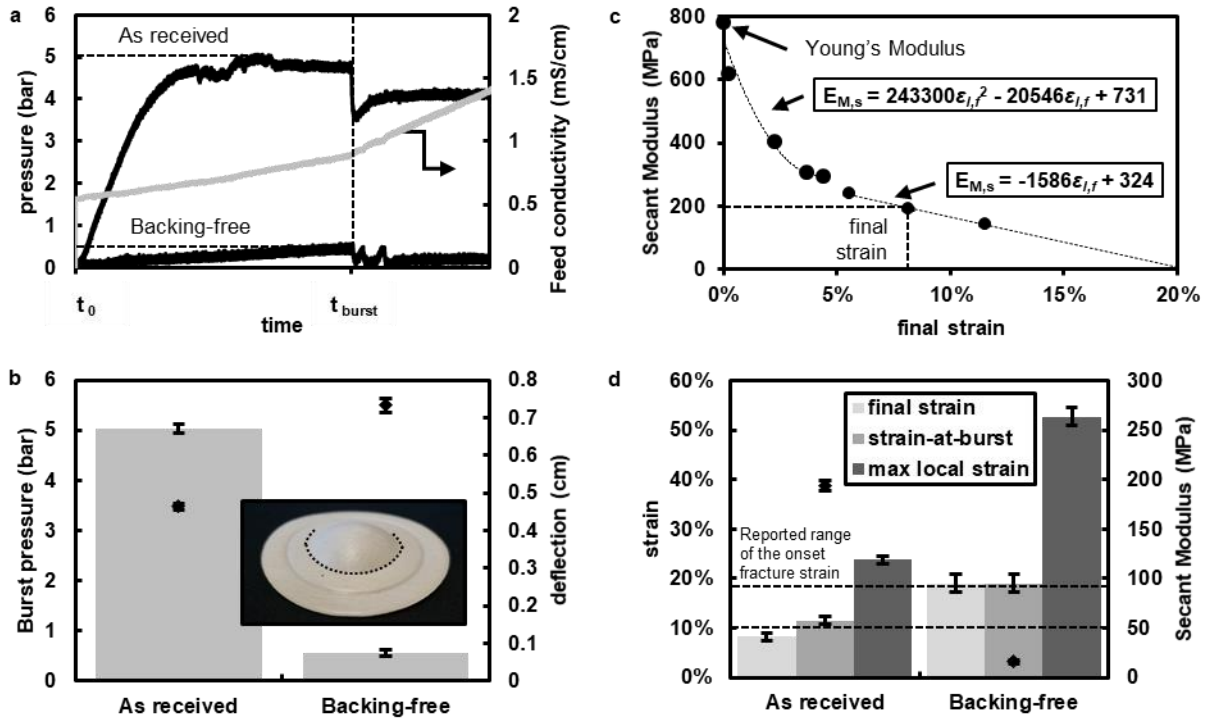 a
As received
Backing-free
6
5
4
3
2
1
0
pressure (bar)
2
1.5
1
0.5
0
Feed conductivity (mS/cm)
t0
tburst
time
c
800
600
400
200
0
Secant Modulus (MPa)
Young's Modulus
EM,s = 243300εl,f2 - 20546εl,f + 731
EM,s = -1586εl,f + 324
final
strain
0%
5%
10%
15%
20%
final strain
b
6
5
4
3
2
1
0
Burst pressure (bar)
0.8
0.7
0.6
0.5
0.4
0.3
0.2
0.1
0
deflection (cm)
As received
Backing-free
d
60%
50%
40%
30%
20%
10%
0%
strain
final strain
strain-at-burst
max local strain
Reported range
of the onset
fracture strain
300
250
200
150
100
50
0
Secant Modulus (MPa)
As received
Backing-free